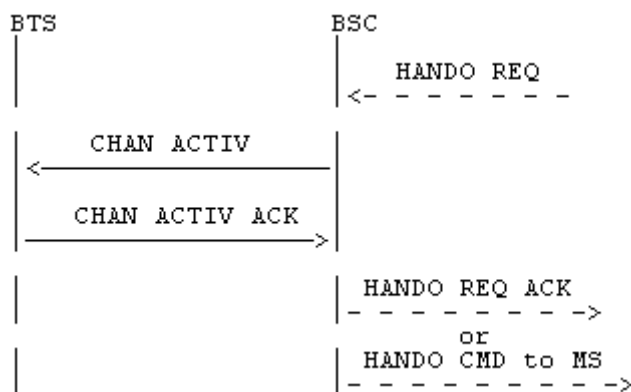 BTS BSC
HANDO REQ
CHAN ACTIV
CHAN ACTIV ACK
HANDO REQ ACK
or
HANDO CMD to MS